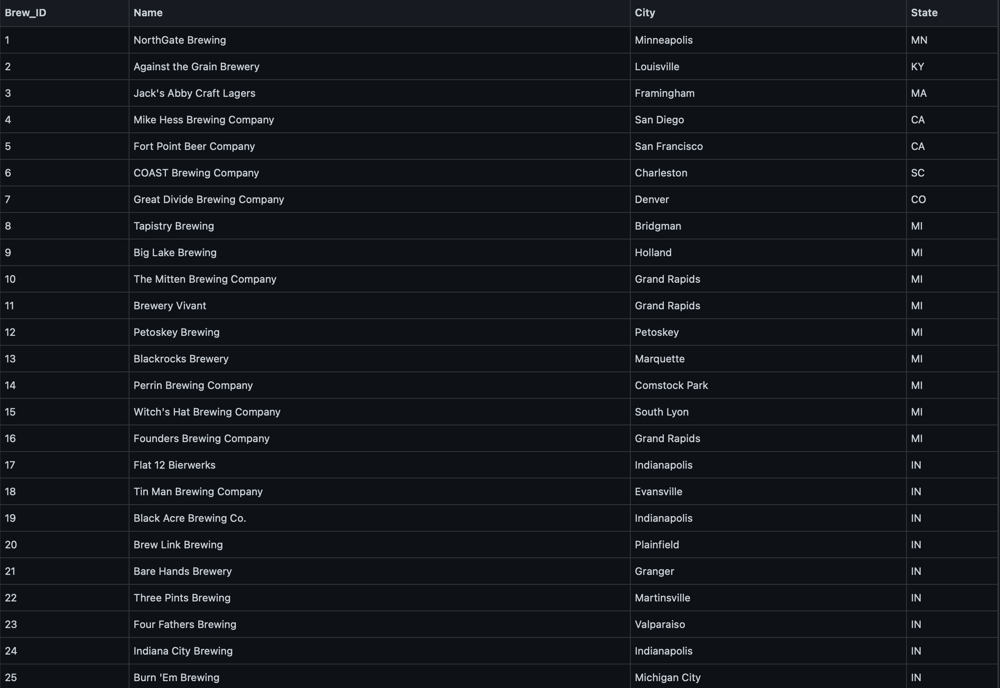 Brew_ID Name City State
1 NorthGate Brewing Minneapolis MN
2 Against the Grain Brewery Louisville KY
3 Jack's Abby Craft Lagers Framingham MA
4 Mike Hess Brewing Company San Diego CA
5 Fort Point Beer Company San Francisco CA
6 COAST Brewing Company Charleston SC
7 Great Divide Brewing Company Denver CO
8 Tapistry Brewing Bridgman MI
9 Big Lake Brewing Holland MI
10 The Mitten Brewing Company Grand Rapids MI
11 Brewery Vivant Grand Rapids MI
12 Petoskey Brewing Petoskey MI
13 Blackrocks Brewery Marquette MI
14 Perrin Brewing Company Comstock Park MI
15 Witch's Hat Brewing Company South Lyon MI
16 Founders Brewing Company Grand Rapids MI
17 Flat 12 Bierwerks Indianapolis IN
18 Tin Man Brewing Company Evansville IN
19 Black Acre Brewing Co. Indianapolis IN
20 Brew Link Brewing Plainfield IN
21 Bare Hands Brewery Granger IN
22 Three Pints Brewing Martinsville IN
23 Four Fathers Brewing Valparaiso IN
24 Indiana City Brewing Indianapolis IN
25 Burn 'Em Brewing Michigan City IN